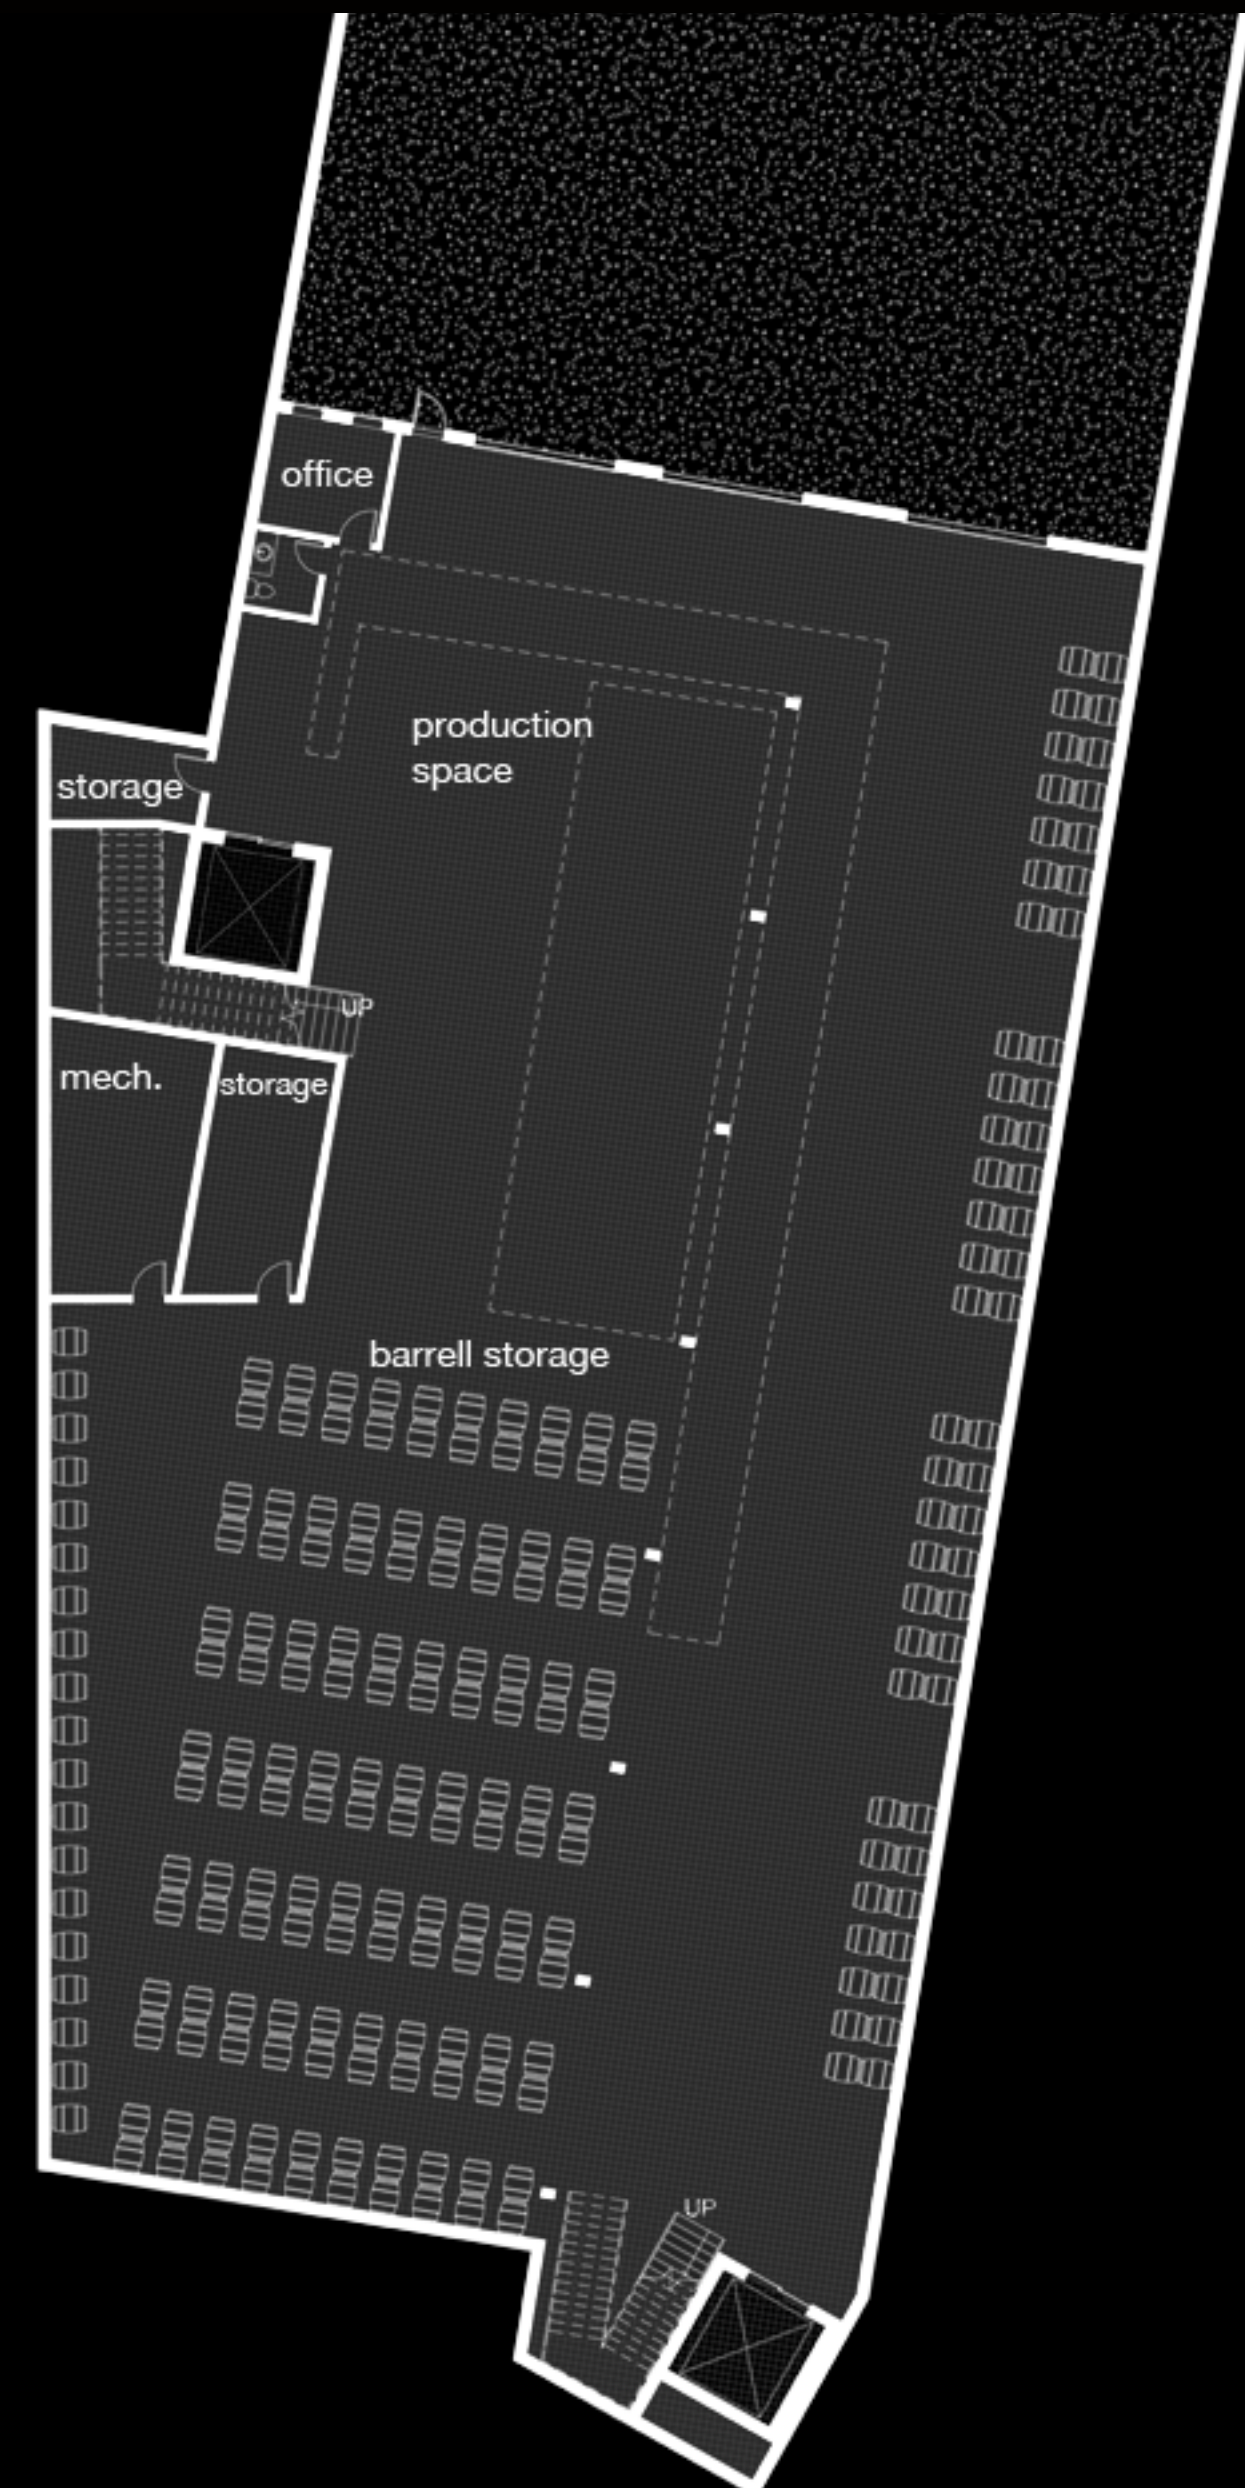 office
production
space
storage
UP
mech.
storage
barrell storage
UP